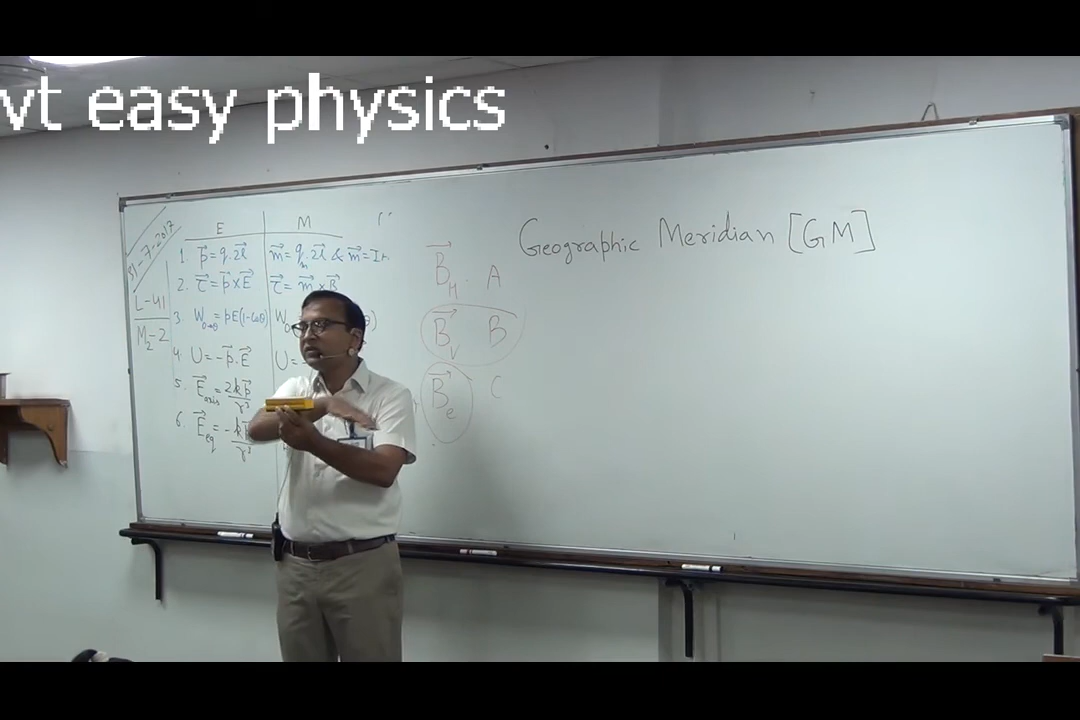 vt easy physics
31-7-2017
L-41
M₂-2
E M
1. p⃗ = q.2l⃗ m⃗ = qₘ.2l⃗ & m⃗ = In
2. τ⃗ = p⃗ × E⃗ τ⃗ = m⃗ × B⃗
3. W₀→θ = pE(1-cosθ) W
4. U = -p⃗.E⃗ U = -
5. E⃗axis = 2kp⃗/r³
6. E⃗eq = -kp⃗/r³
B⃗H A
B⃗v B
B⃗e C
Geographic Meridian [GM]